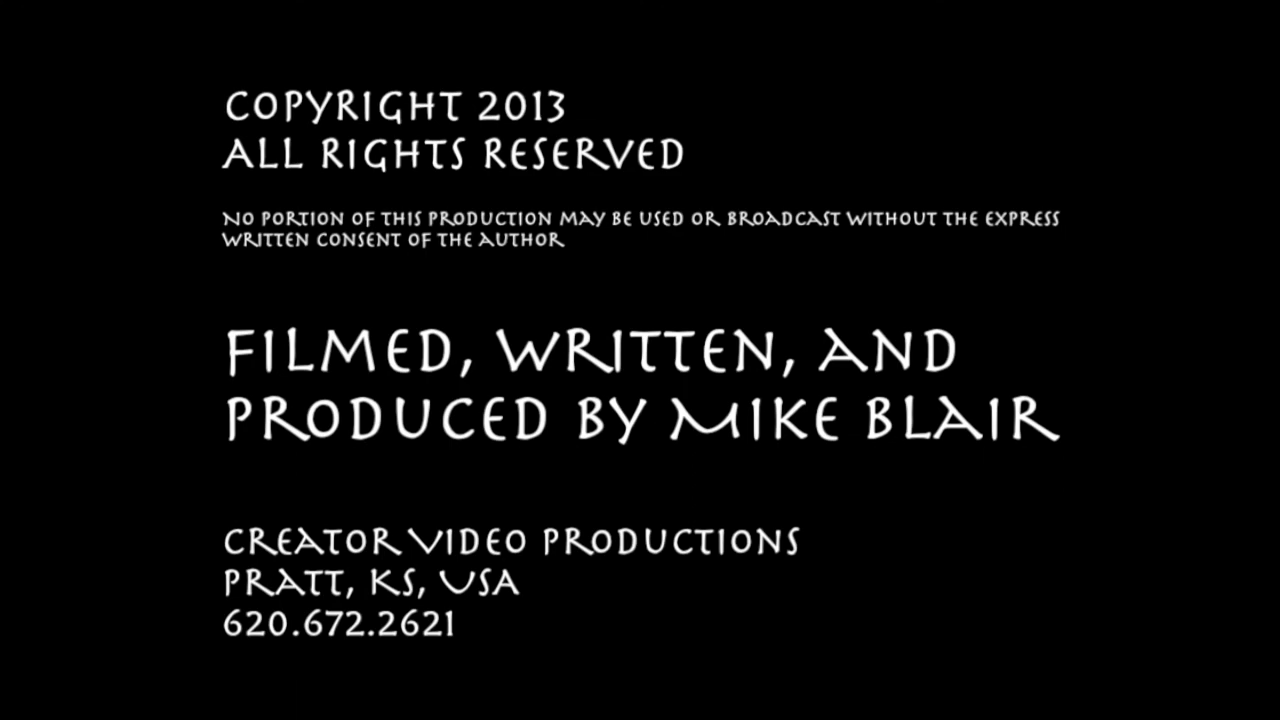 COPYRIGHT 2013
ALL RIGHTS RESERVED
NO PORTION OF THIS PRODUCTION MAY BE USED OR BROADCAST WITHOUT THE EXPRESS
WRITTEN CONSENT OF THE AUTHOR
FILMED, WRITTEN, AND
PRODUCED BY MIKE BLAIR
CREATOR VIDEO PRODUCTIONS
PRATT, KS, USA
620.672.2621